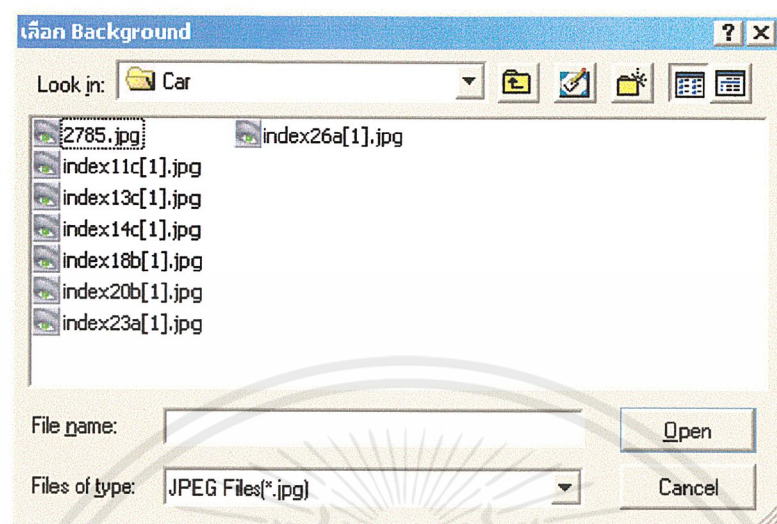 เลือก Background
Look in: Car
2785.jpg
index11c[1].jpg
index13c[1].jpg
index14c[1].jpg
index18b[1].jpg
index20b[1].jpg
index23a[1].jpg
index26a[1].jpg
File name:
Open
Files of type: JPEG Files(*.jpg)
Cancel